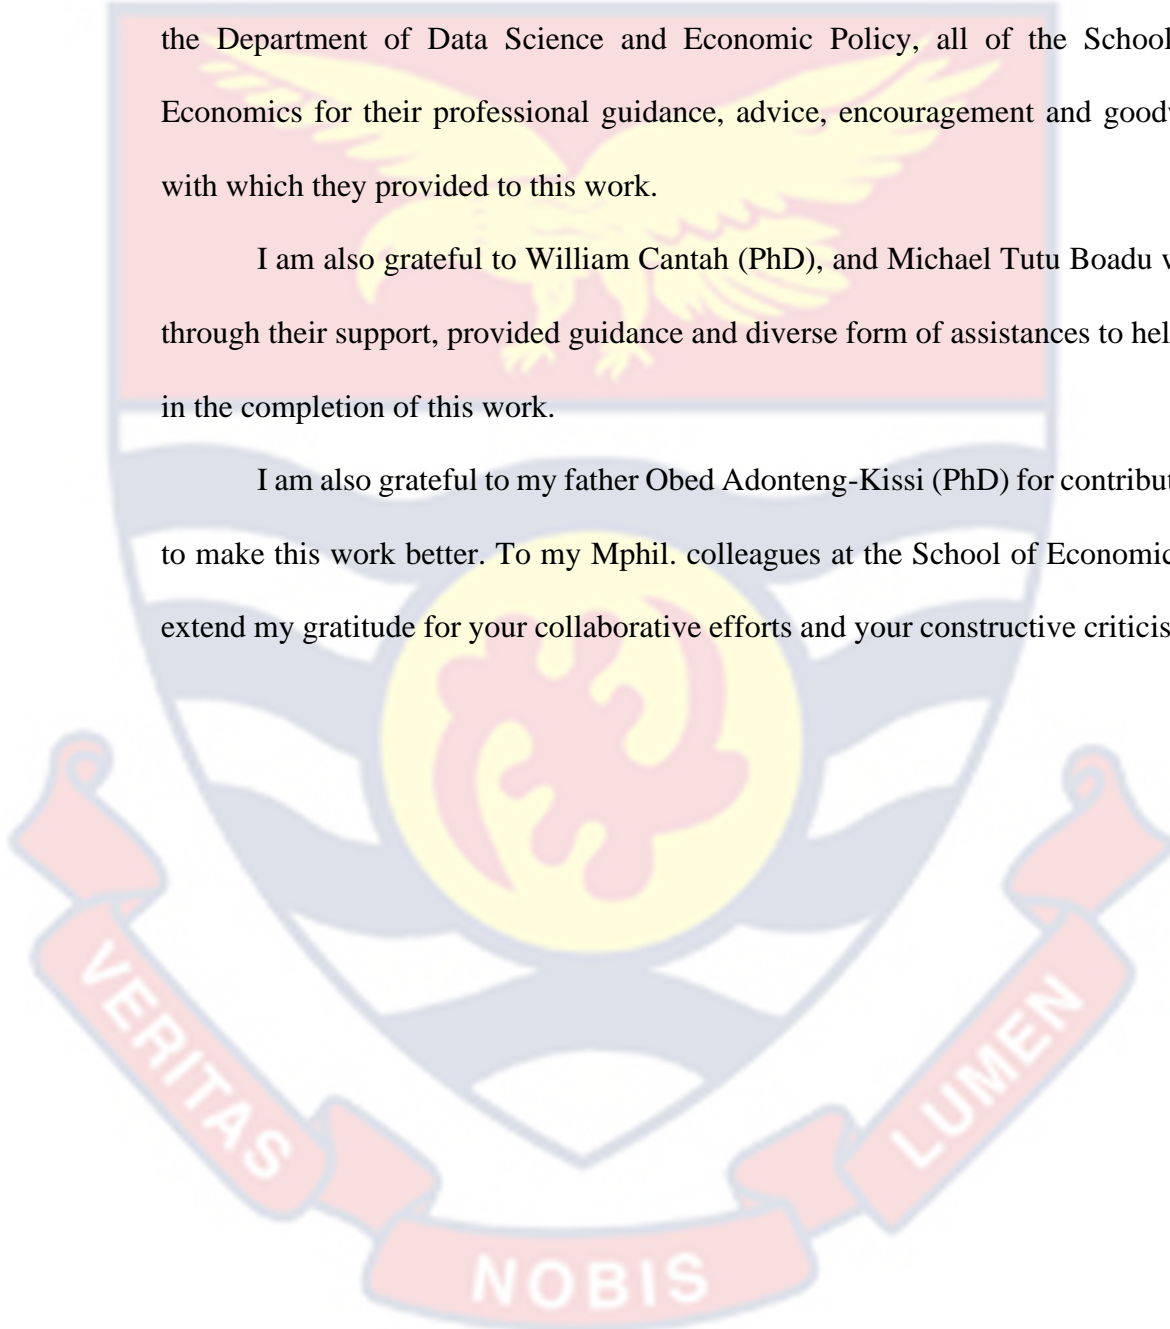 the Department of Data Science and Economic Policy, all of the School
Economics for their professional guidance, advice, encouragement and good
with which they provided to this work.
I am also grateful to William Cantah (PhD), and Michael Tutu Boadu
through their support, provided guidance and diverse form of assistances to hel
in the completion of this work.
I am also grateful to my father Obed Adonteng-Kissi (PhD) for contribut
to make this work better. To my Mphil. colleagues at the School of Economic
extend my gratitude for your collaborative efforts and your constructive criticis
VERITAS
NOBIS
LUMEN